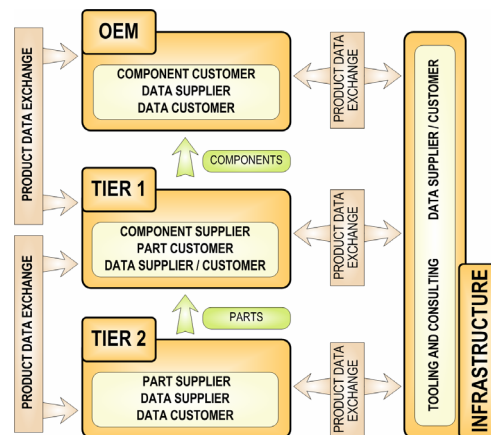 OEM
COMPONENT CUSTOMER
DATA SUPPLIER
DATA CUSTOMER
PRODUCT DATA EXCHANGE
PRODUCT DATA
EXCHANGE
COMPONENTS
TIER 1
COMPONENT SUPPLIER
PART CUSTOMER
DATA SUPPLIER / CUSTOMER
PRODUCT DATA
EXCHANGE
PARTS
PRODUCT DATA EXCHANGE
TIER 2
PART SUPPLIER
DATA SUPPLIER
DATA CUSTOMER
PRODUCT DATA
EXCHANGE
TOOLING AND CONSULTING
DATA SUPPLIER / CUSTOMER
INFRASTRUCTURE